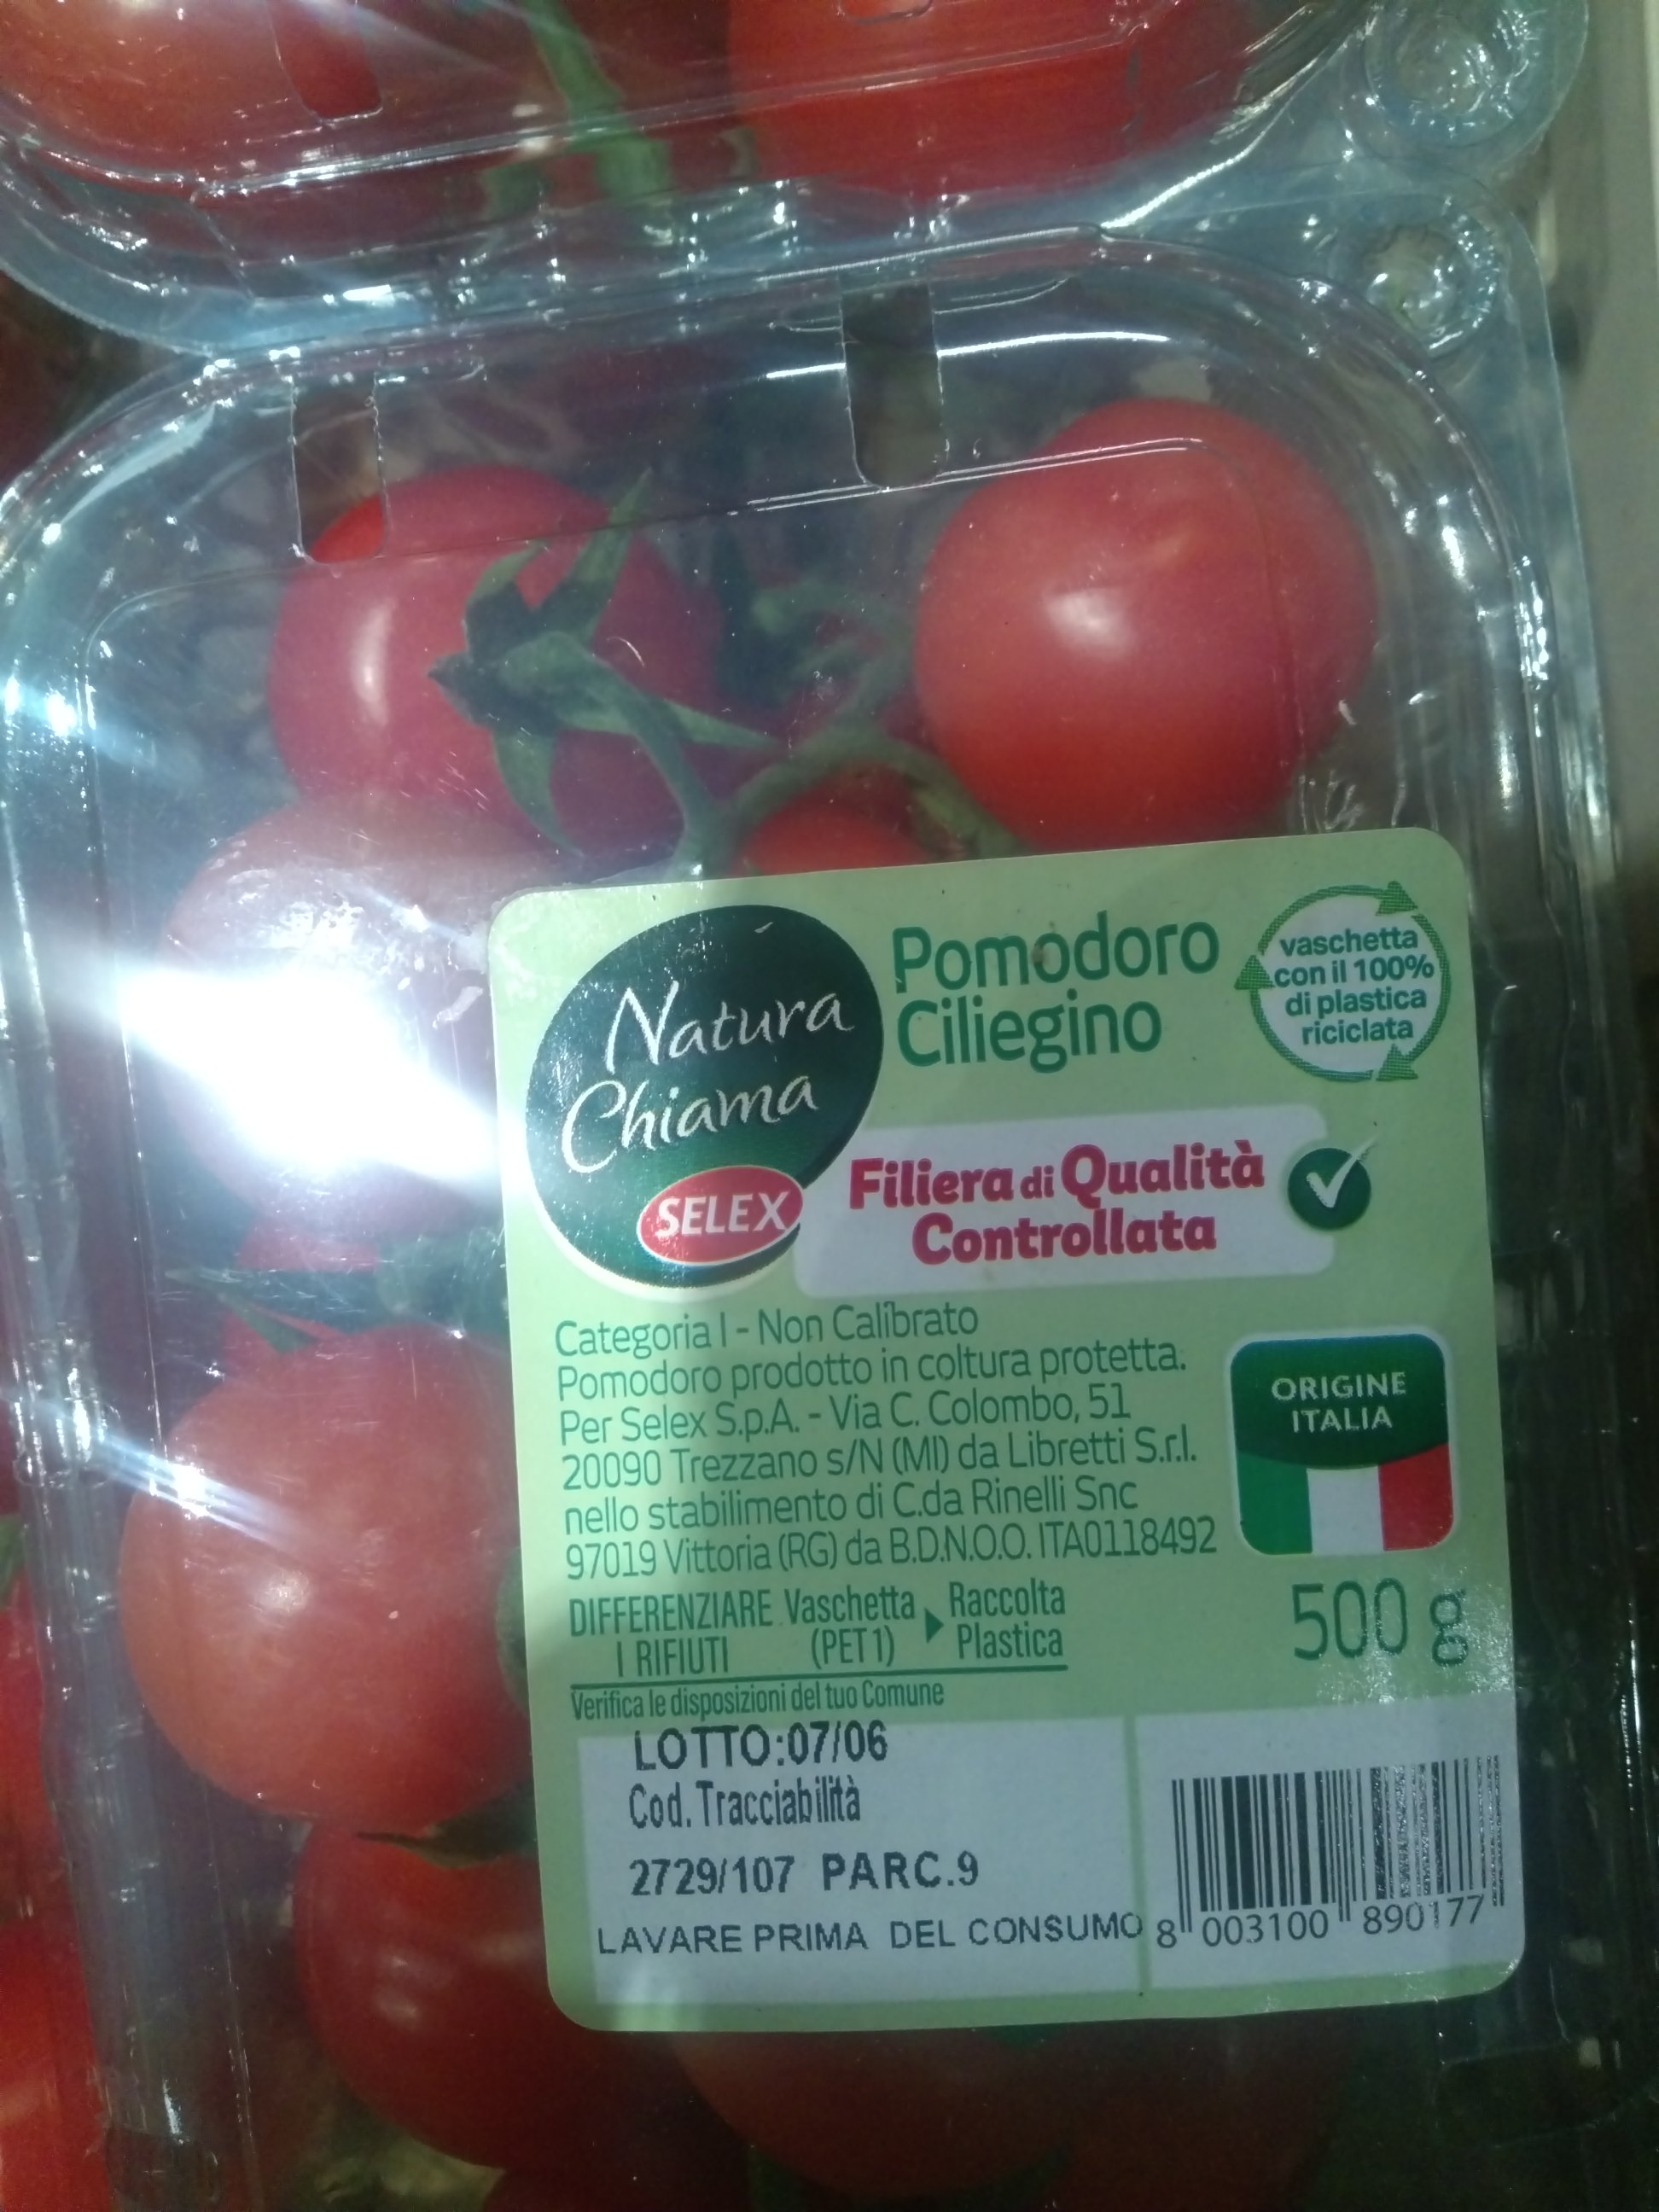 Natura
Chiama
SELEX
Pomodoro
Ciliegino
vaschetta
con il 100%
di plastica
riciclata
Filiera di Qualità
Controllata
Categoria I - Non Calibrato
Pomodoro prodotto in coltura protetta.
Per Selex S.p.A. - Via C. Colombo, 51
20090 Trezzano s/N (MI) da Libretti S.r.l.
nello stabilimento di C.da Rinelli Snc
97019 Vittoria (RG) da B.D.N.O.O. ITA0118492
ORIGINE
ITALIA
DIFFERENZIARE Vaschetta Raccolta
I RIFIUTI (PET 1) Plastica
Verifica le disposizioni del tuo Comune
500 g
LOTTO:07/06
Cod. Tracciabilità
2729/107 PARC.9
LAVARE PRIMA DEL CONSUMO
8 003100 890177